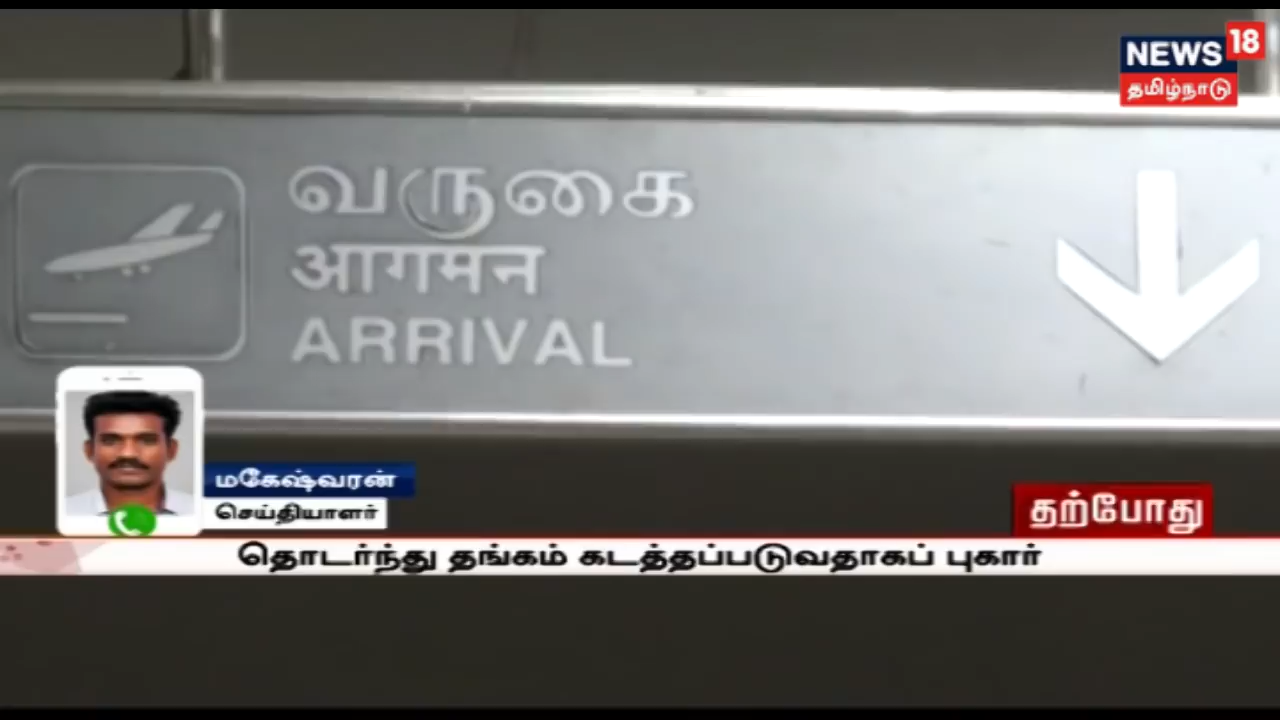 NEWS 18
தமிழ்நாடு
வருகை
आगमन
ARRIVAL
மகேஷ்வரன்
செய்தியாளர்
தற்போது
தொடர்ந்து தங்கம் கடத்தப்படுவதாகப் புகார்